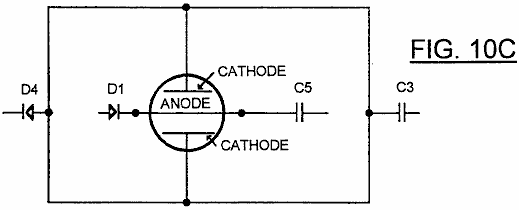 FIG. 10C
CATHODE
D4
D1
ANODE
C5
C3
CATHODE